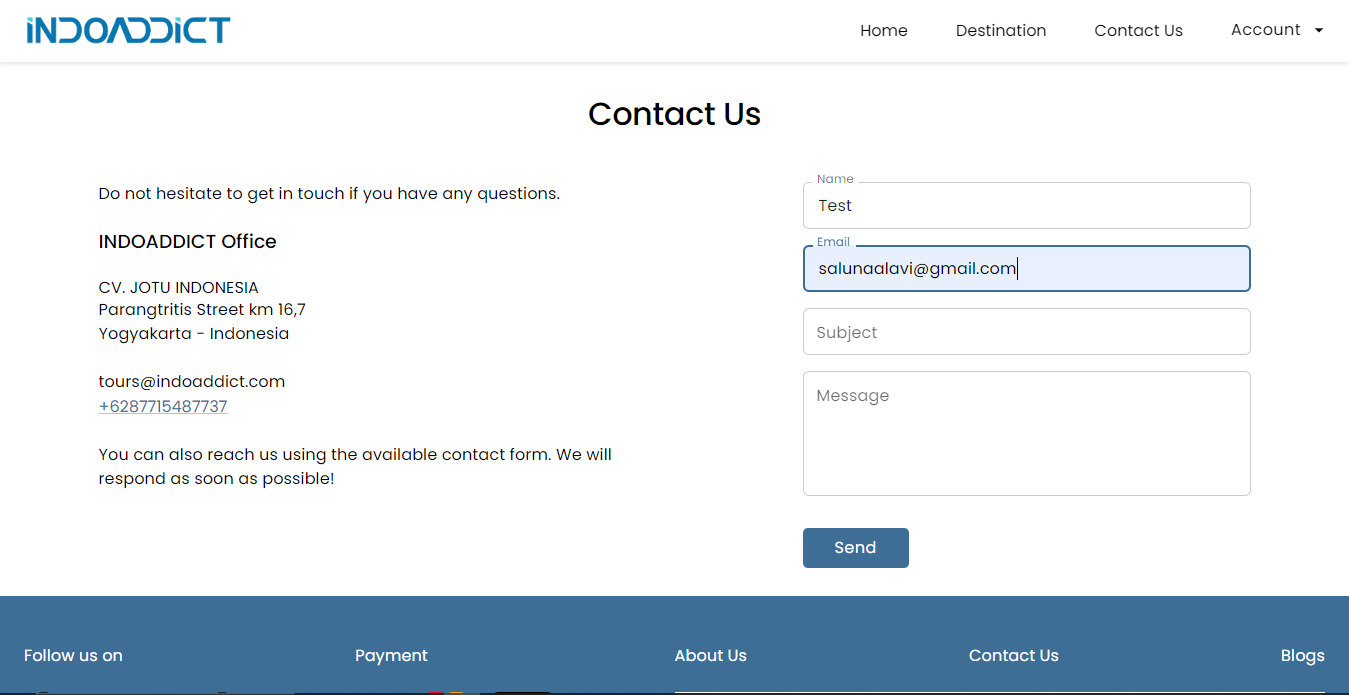 INDOADDICT
Home
Destination
Contact Us
Account
Contact Us
Do not hesitate to get in touch if you have any questions.
INDOADDICT Office
CV. JOTU INDONESIA
Parangtritis Street km 16,7
Yogyakarta - Indonesia
tours@indoaddict.com
+6287715487737
You can also reach us using the available contact form. We will
respond as soon as possible!
Name
Test
Email
salunaalavi@gmail.com
Subject
Message
Send
Follow us on
Payment
About Us
Contact Us
Blogs